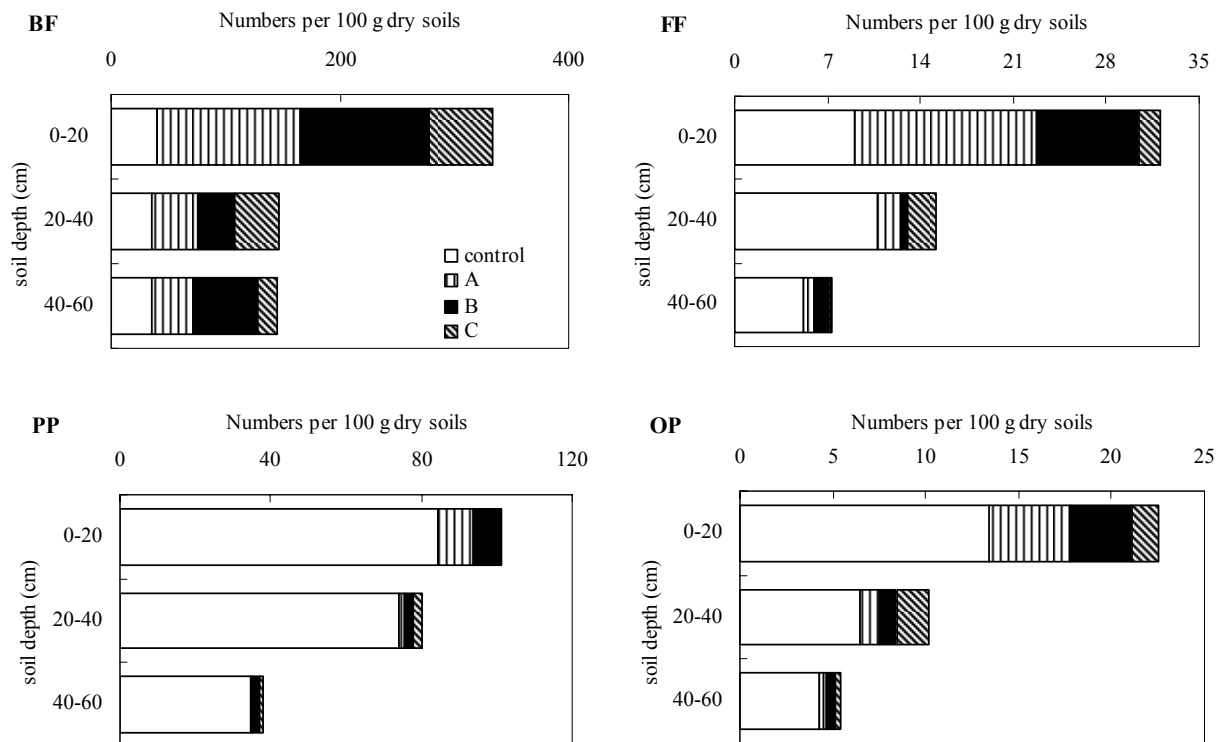 BF
Numbers per 100 g dry soils
0 200 400
soil depth (cm)
0-20
20-40
40-60
control
A
B
C
FF
Numbers per 100 g dry soils
0 7 14 21 28 35
soil depth (cm)
0-20
20-40
40-60
PP
Numbers per 100 g dry soils
0 40 80 120
soil depth (cm)
0-20
20-40
40-60
OP
Numbers per 100 g dry soils
0 5 10 15 20 25
soil depth (cm)
0-20
20-40
40-60